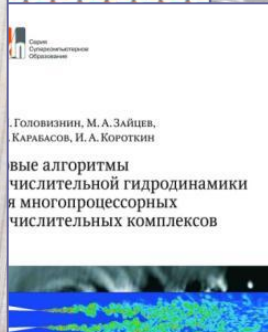 Серия
Суперкомпьютерное
Образование
. Головизнин, М. А. Зайцев,
. Карабасов, И. А. Короткин
вые алгоритмы
числительной гидродинамики
я многопроцессорных
числительных комплексов